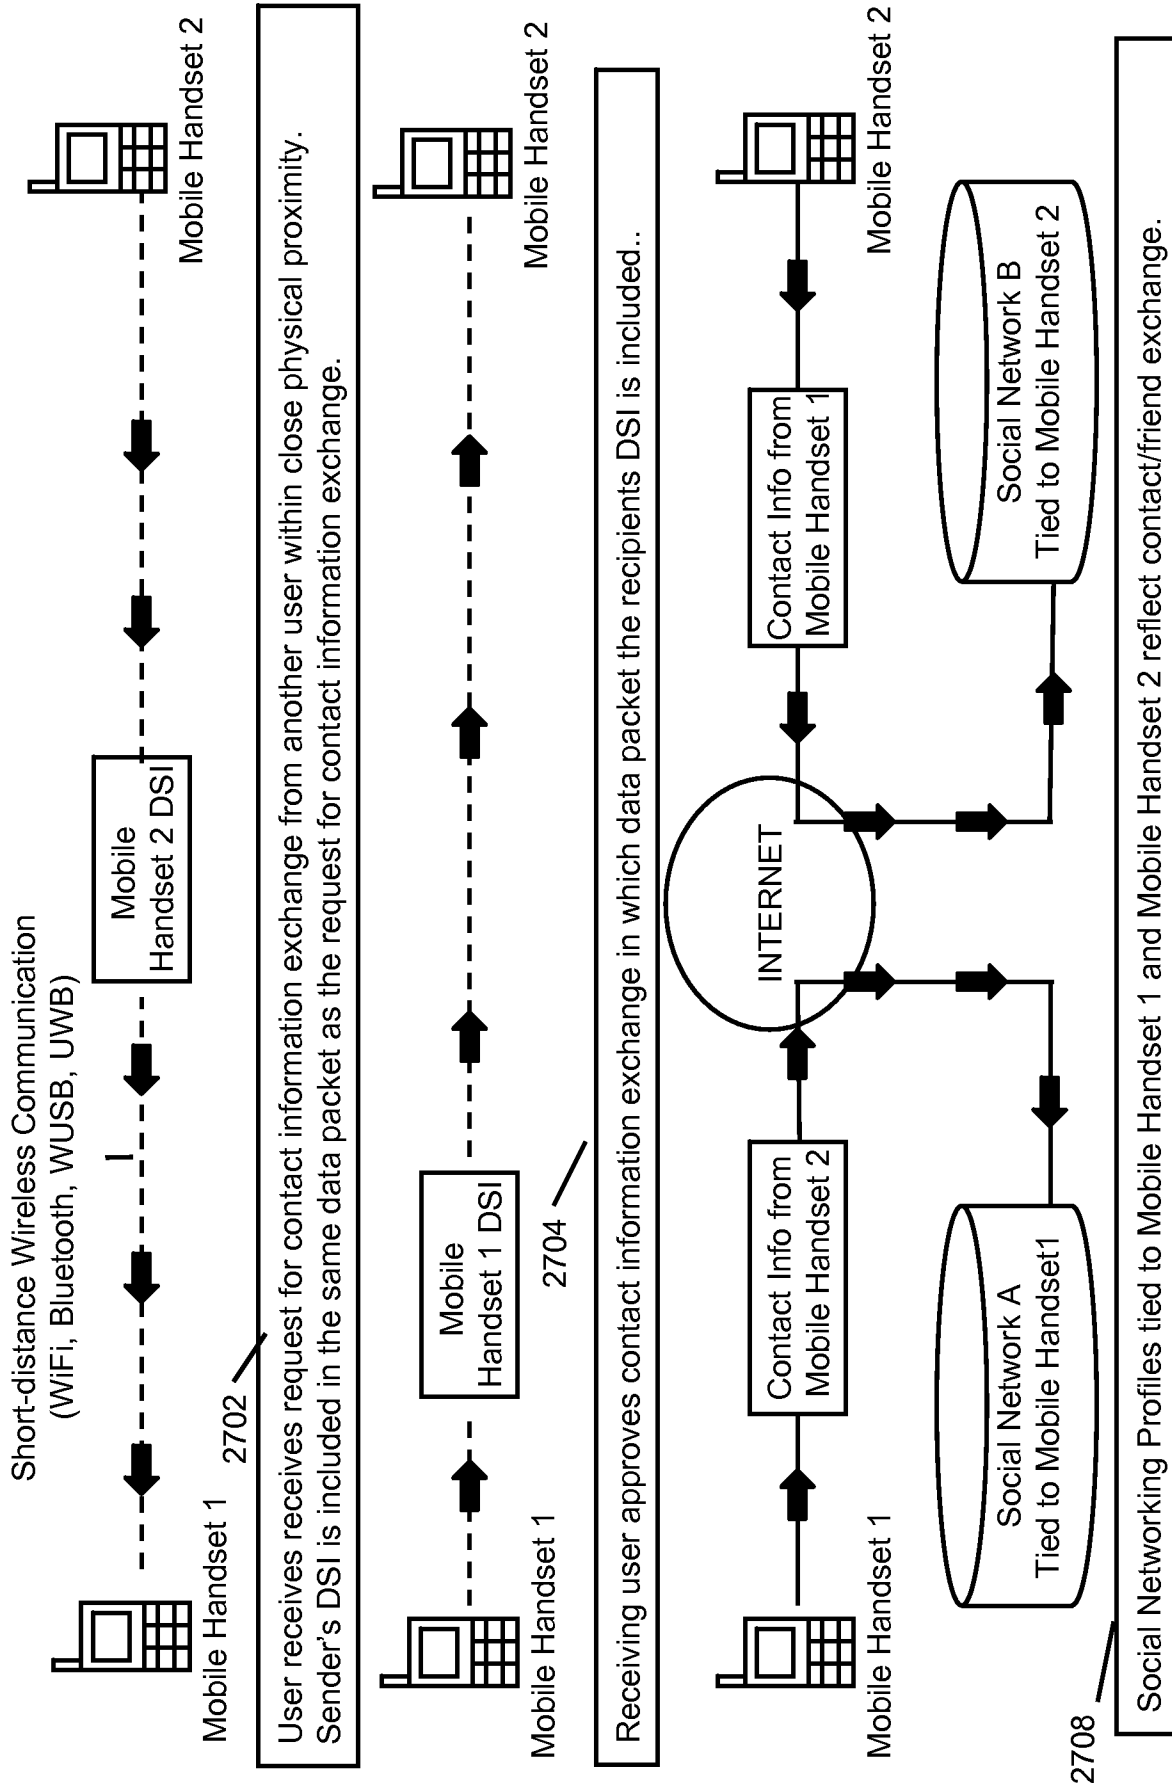 Short-distance Wireless Communication
(WiFi, Bluetooth, WUSB, UWB)
Mobile Handset 1
Mobile
Handset 2 DSI
Mobile Handset 2
2702
User receives receives request for contact information exchange from another user within close physical proximity.
Sender's DSI is included in the same data packet as the request for contact information exchange.
Mobile Handset 1
Mobile
Handset 1 DSI
Mobile Handset 2
2704
Receiving user approves contact information exchange in which data packet the recipients DSI is included..
Mobile Handset 1
Contact Info from
Mobile Handset 2
INTERNET
Contact Info from
Mobile Handset 1
Mobile Handset 2
Social Network A
Tied to Mobile Handset1
Social Network B
Tied to Mobile Handset 2
2708
Social Networking Profiles tied to Mobile Handset 1 and Mobile Handset 2 reflect contact/friend exchange.